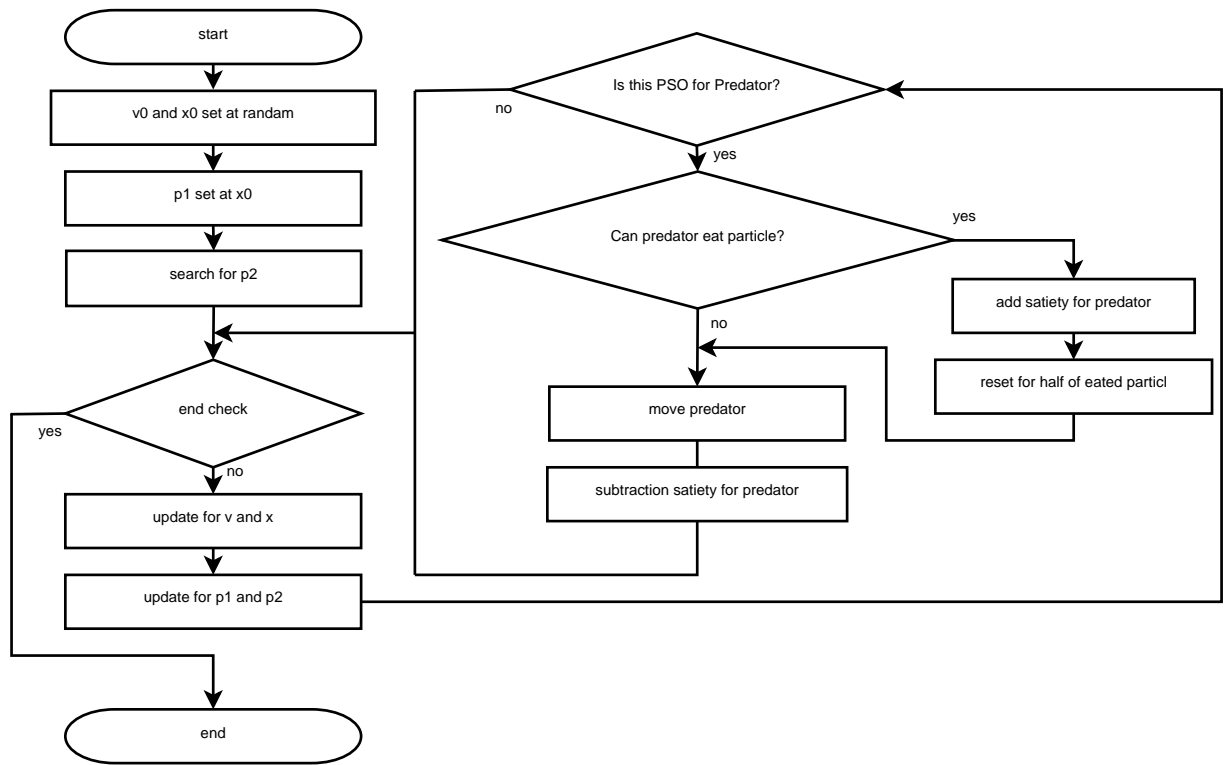 start
v0 and x0 set at randam
p1 set at x0
search for p2
end check
yes
no
update for v and x
update for p1 and p2
end
Is this PSO for Predator?
no
yes
Can predator eat particle?
yes
no
add satiety for predator
reset for half of eated particl
move predator
subtraction satiety for predator